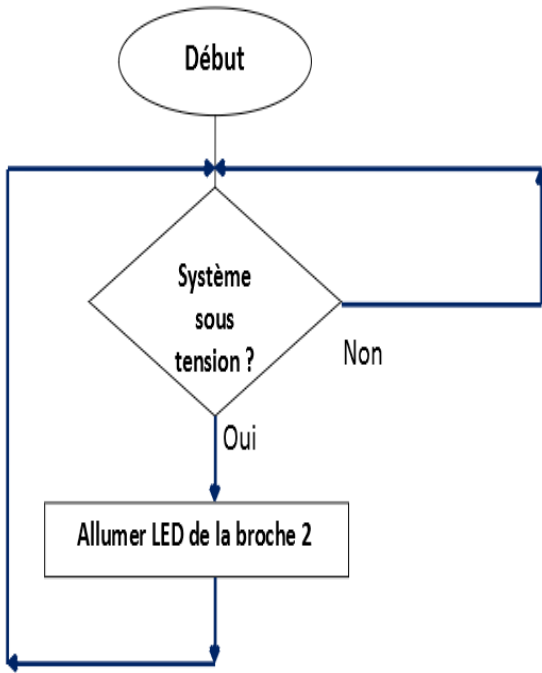 Début
Système
sous
tension ?
Non
Oui
Allumer LED de la broche 2